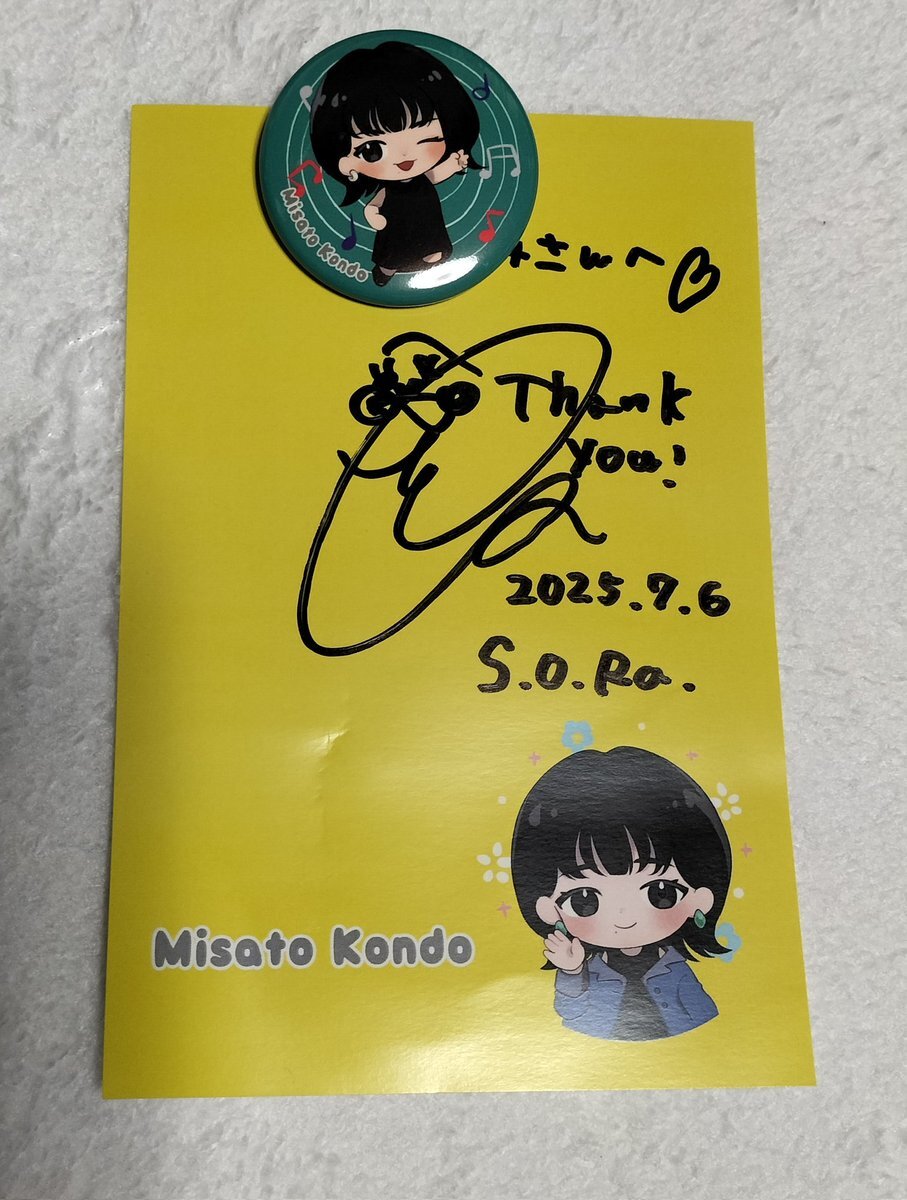 Misato Kondo
さんへ
Thank
you!
2025.7.6
S.O.Ra.
Misato Kondo